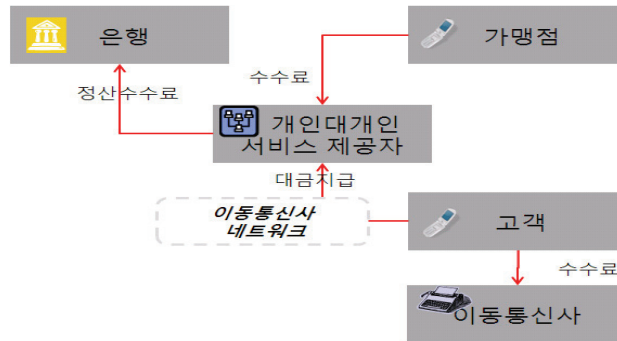 은행
가맹점
수수료
정산수수료
개인대개인
서비스 제공자
대금지급
이동통신사
네트워크
고객
수수료
이동통신사